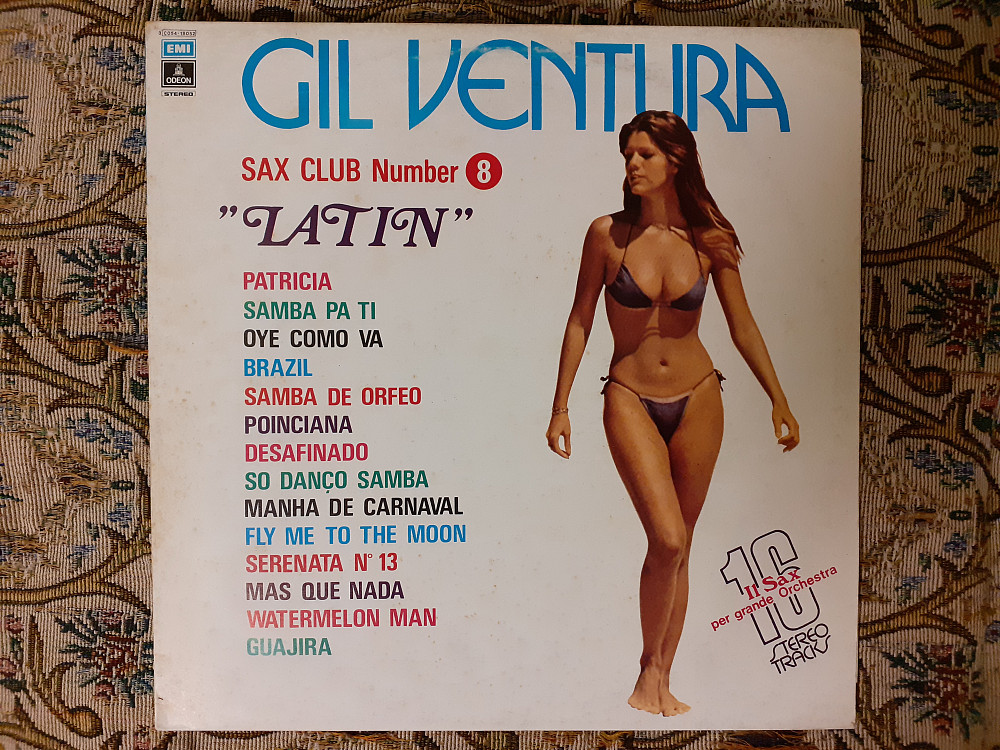 3C054-18052
EMI
ODEON
STEREO
GIL VENTURA
SAX CLUB Number 8
"LATIN"
PATRICIA
SAMBA PA TI
OYE COMO VA
BRAZIL
SAMBA DE ORFEO
POINCIANA
DESAFINADO
SO DANÇO SAMBA
MANHA DE CARNAVAL
FLY ME TO THE MOON
SERENATA N° 13
MAS QUE NADA
WATERMELON MAN
GUAJIRA
16
Il Sax
per grande Orchestra
STEREO
TRACKS